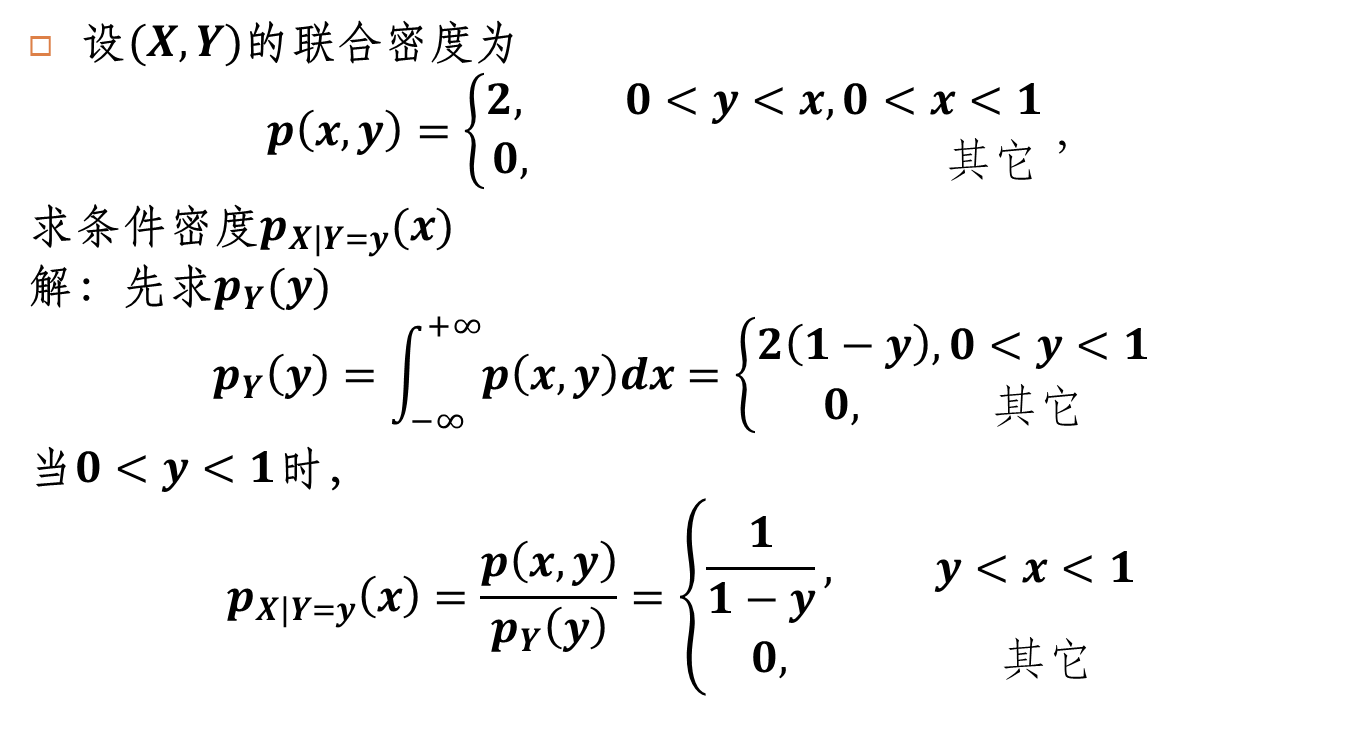 □ 设(X,Y)的联合密度为
p(x,y) = {2, 0 < y < x, 0 < x < 1
0, 其它 ,
求条件密度p_{X|Y=y}(x)
解：先求p_Y(y)
p_Y(y) = ∫_{-∞}^{+∞} p(x,y)dx = {2(1 − y), 0 < y < 1
0, 其它
当0 < y < 1时，
p_{X|Y=y}(x) = \frac{p(x,y)}{p_Y(y)} = {\frac{1}{1 − y}, y < x < 1
0, 其它